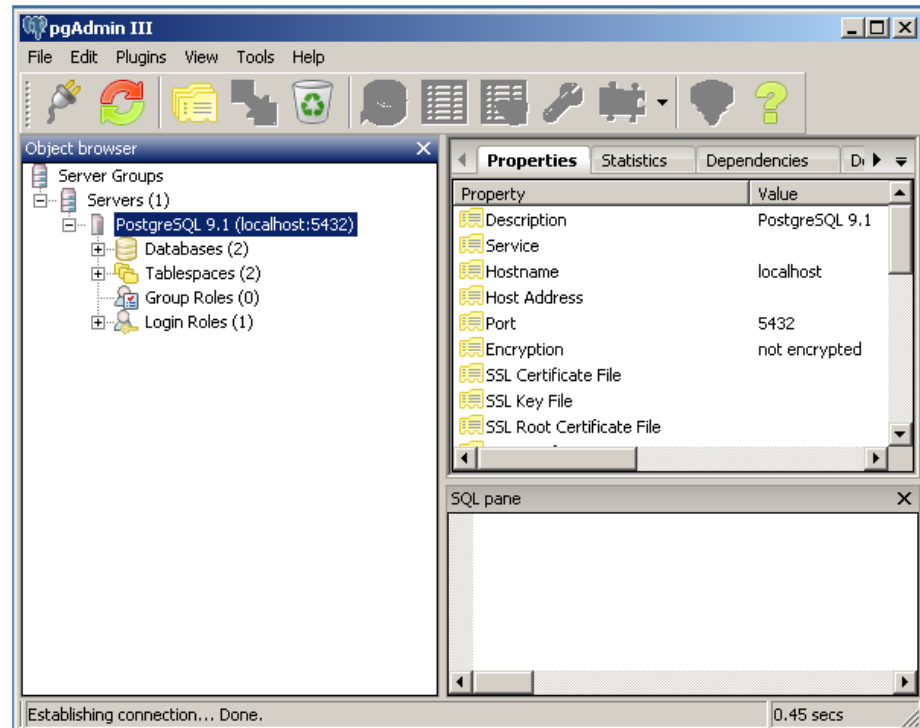 pgAdmin III
File Edit Plugins View Tools Help
Object browser
Server Groups
Servers (1)
PostgreSQL 9.1 (localhost:5432)
Databases (2)
Tablespaces (2)
Group Roles (0)
Login Roles (1)
Properties Statistics Dependencies
Property Value
Description PostgreSQL 9.1
Service
Hostname localhost
Host Address
Port 5432
Encryption not encrypted
SSL Certificate File
SSL Key File
SSL Root Certificate File
SQL pane
Establishing connection... Done. 0.45 secs